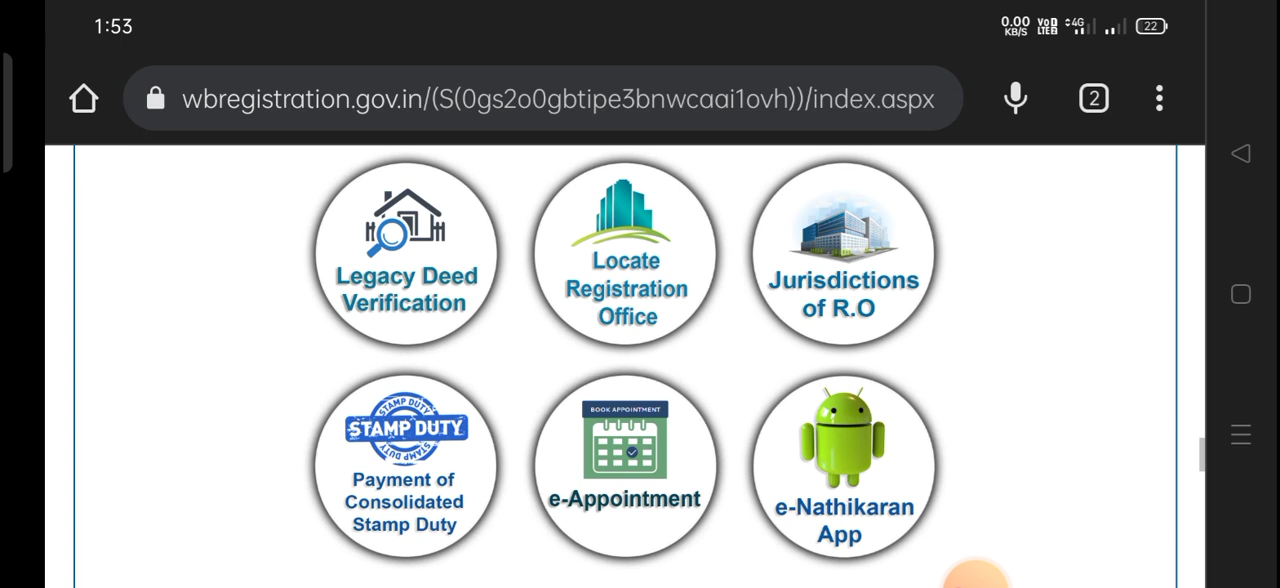 1:53
0.00
KB/S
VoD
LTE2
4G
22
wbregistration.gov.in/(S(0gs2o0gbtipe3bnwcaai1ovh))/index.aspx
2
Legacy Deed
Verification
Locate
Registration
Office
Jurisdictions
of R.O
STAMP DUTY
STAMP DUTY
STAMP DUTY
Payment of
Consolidated
Stamp Duty
BOOK APPOINTMENT
e-Appointment
e-Nathikaran
App